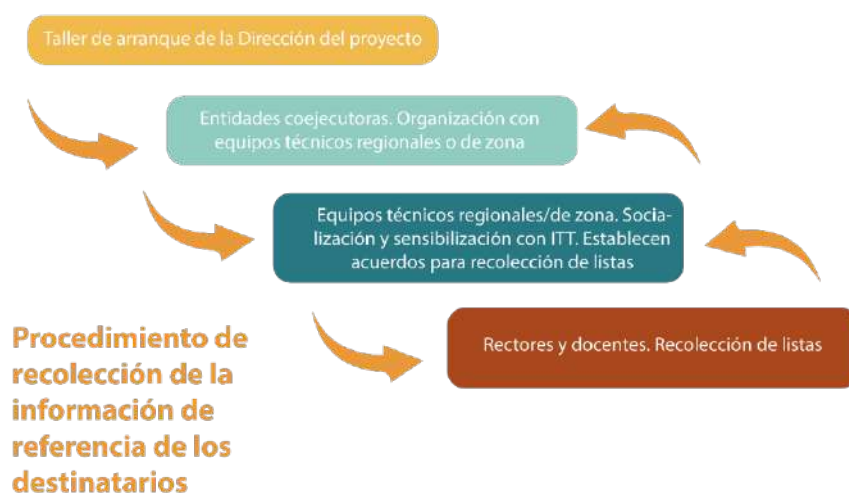 Taller de arranque de la Dirección del proyecto
Entidades coejecutoras. Organización con
equipos técnicos regionales o de zona
Equipos técnicos regionales/de zona. Socia-
lización y sensibilización con ITT. Establecen
acuerdos para recolección de listas
Rectores y docentes. Recolección de listas
Procedimiento de
recolección de la
información de
referencia de los
destinatarios